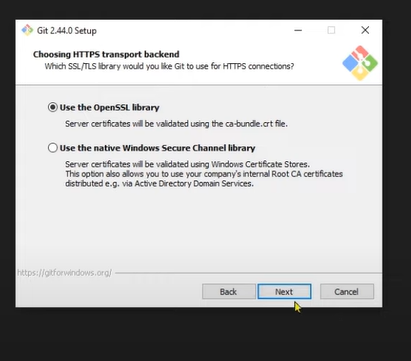 Git 2.44.0 Setup
Choosing HTTPS transport backend
Which SSL/TLS library would you like Git to use for HTTPS connections?
Use the OpenSSL library
Server certificates will be validated using the ca-bundle.crt file.
Use the native Windows Secure Channel library
Server certificates will be validated using Windows Certificate Stores.
This option also allows you to use your company's internal Root CA certificates
distributed e.g. via Active Directory Domain Services.
https://gitforwindows.org/
Back Next Cancel